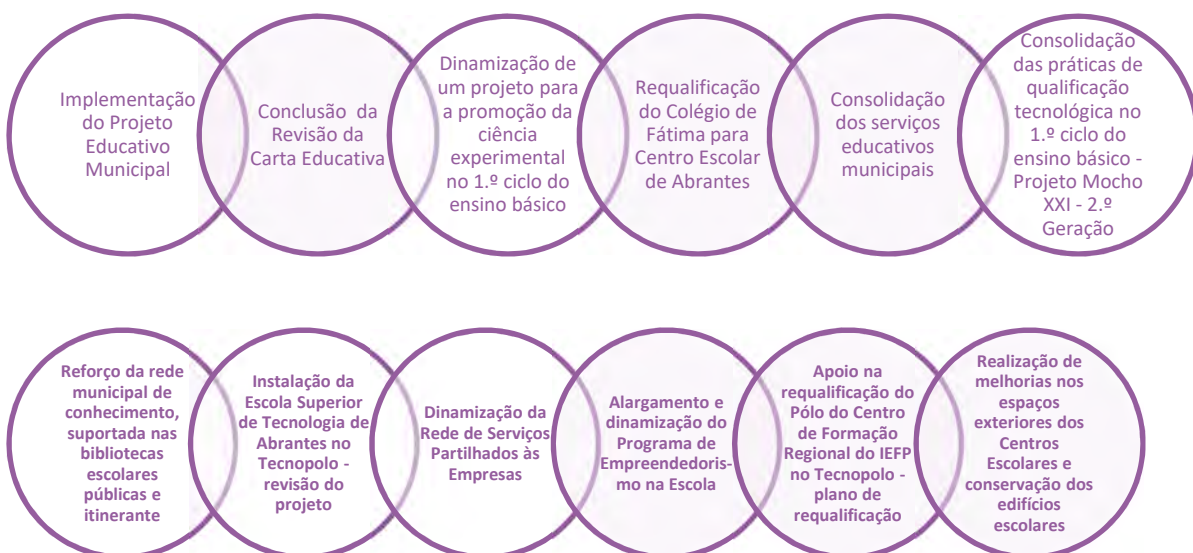 Implementação
do Projeto
Educativo
Municipal
Conclusão da
Revisão da
Carta Educativa
Dinamização de
um projeto para
a promoção da
ciência
experimental
no 1.º ciclo do
ensino básico
Requalificação
do Colégio de
Fátima para
Centro Escolar
de Abrantes
Consolidação
dos serviços
educativos
municipais
Consolidação
das práticas de
qualificação
tecnológica no
1.º ciclo do
ensino básico -
Projeto Mocho
XXI - 2.º
Geração
Reforço da rede
municipal de
conhecimento,
suportada nas
bibliotecas
escolares
públicas e
itinerante
Instalação da
Escola Superior
de Tecnologia de
Abrantes no
Tecnopolo -
revisão do
projeto
Dinamização da
Rede de Serviços
Partilhados às
Empresas
Alargamento e
dinamização do
Programa de
Empreendedoris-
mo na Escola
Apoio na
requalificação do
Pólo do Centro
de Formação
Regional do IEFP
no Tecnopolo -
plano de
requalificação
Realização de
melhorias nos
espaços
exteriores dos
Centros
Escolares e
conservação dos
edifícios
escolares